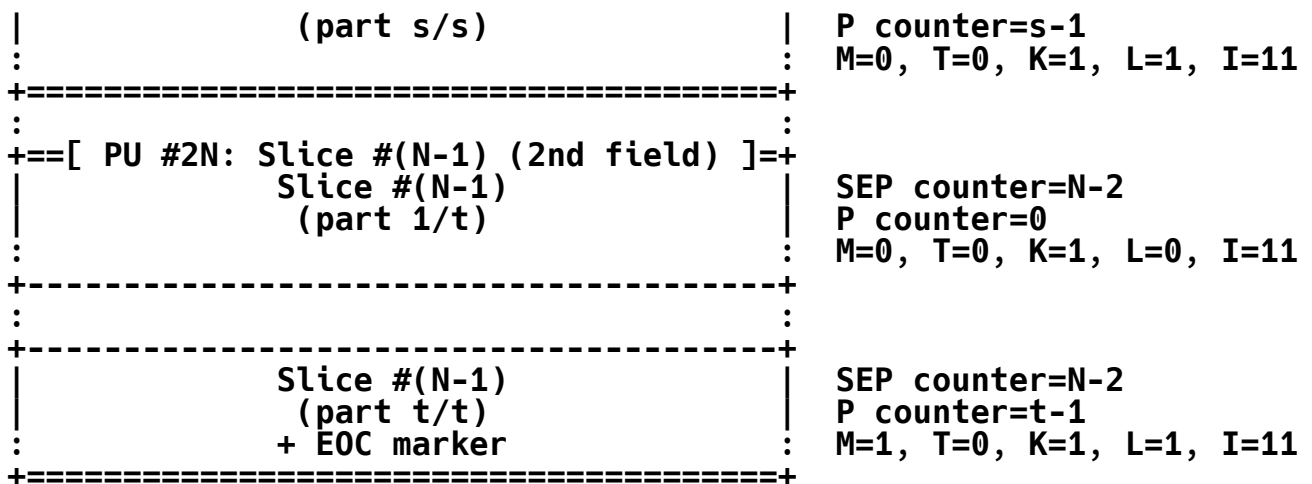 |              (part s/s)               |  P counter=s-1
:                                       :  M=0, T=0, K=1, L=1, I=11
+=======================================+
:                                       :
+==[ PU #2N: Slice #(N-1) (2nd field) ]=+
|             Slice #(N-1)              |  SEP counter=N-2
|              (part 1/t)               |  P counter=0
:                                       :  M=0, T=0, K=1, L=0, I=11
+---------------------------------------+
:                                       :
+---------------------------------------+
|             Slice #(N-1)              |  SEP counter=N-2
|              (part t/t)               |  P counter=t-1
:             + EOC marker              :  M=1, T=0, K=1, L=1, I=11
+=======================================+